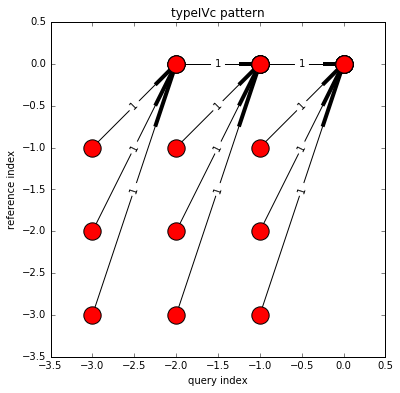 typeIVc pattern
0.5
0.0
−0.5
−1.0
−1.5
−2.0
−2.5
−3.0
−3.5
reference index
1 1
1 1 1
1 1 1
1 1 1
−3.5 −3.0 −2.5 −2.0 −1.5 −1.0 −0.5 0.0 0.5
query index